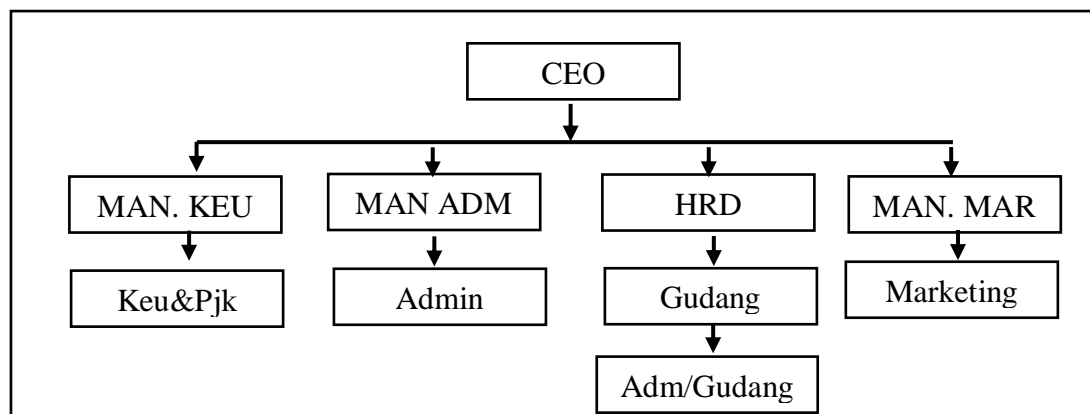 CEO
MAN. KEU
MAN ADM
HRD
MAN. MAR
Keu&Pjk
Admin
Gudang
Marketing
Adm/Gudang